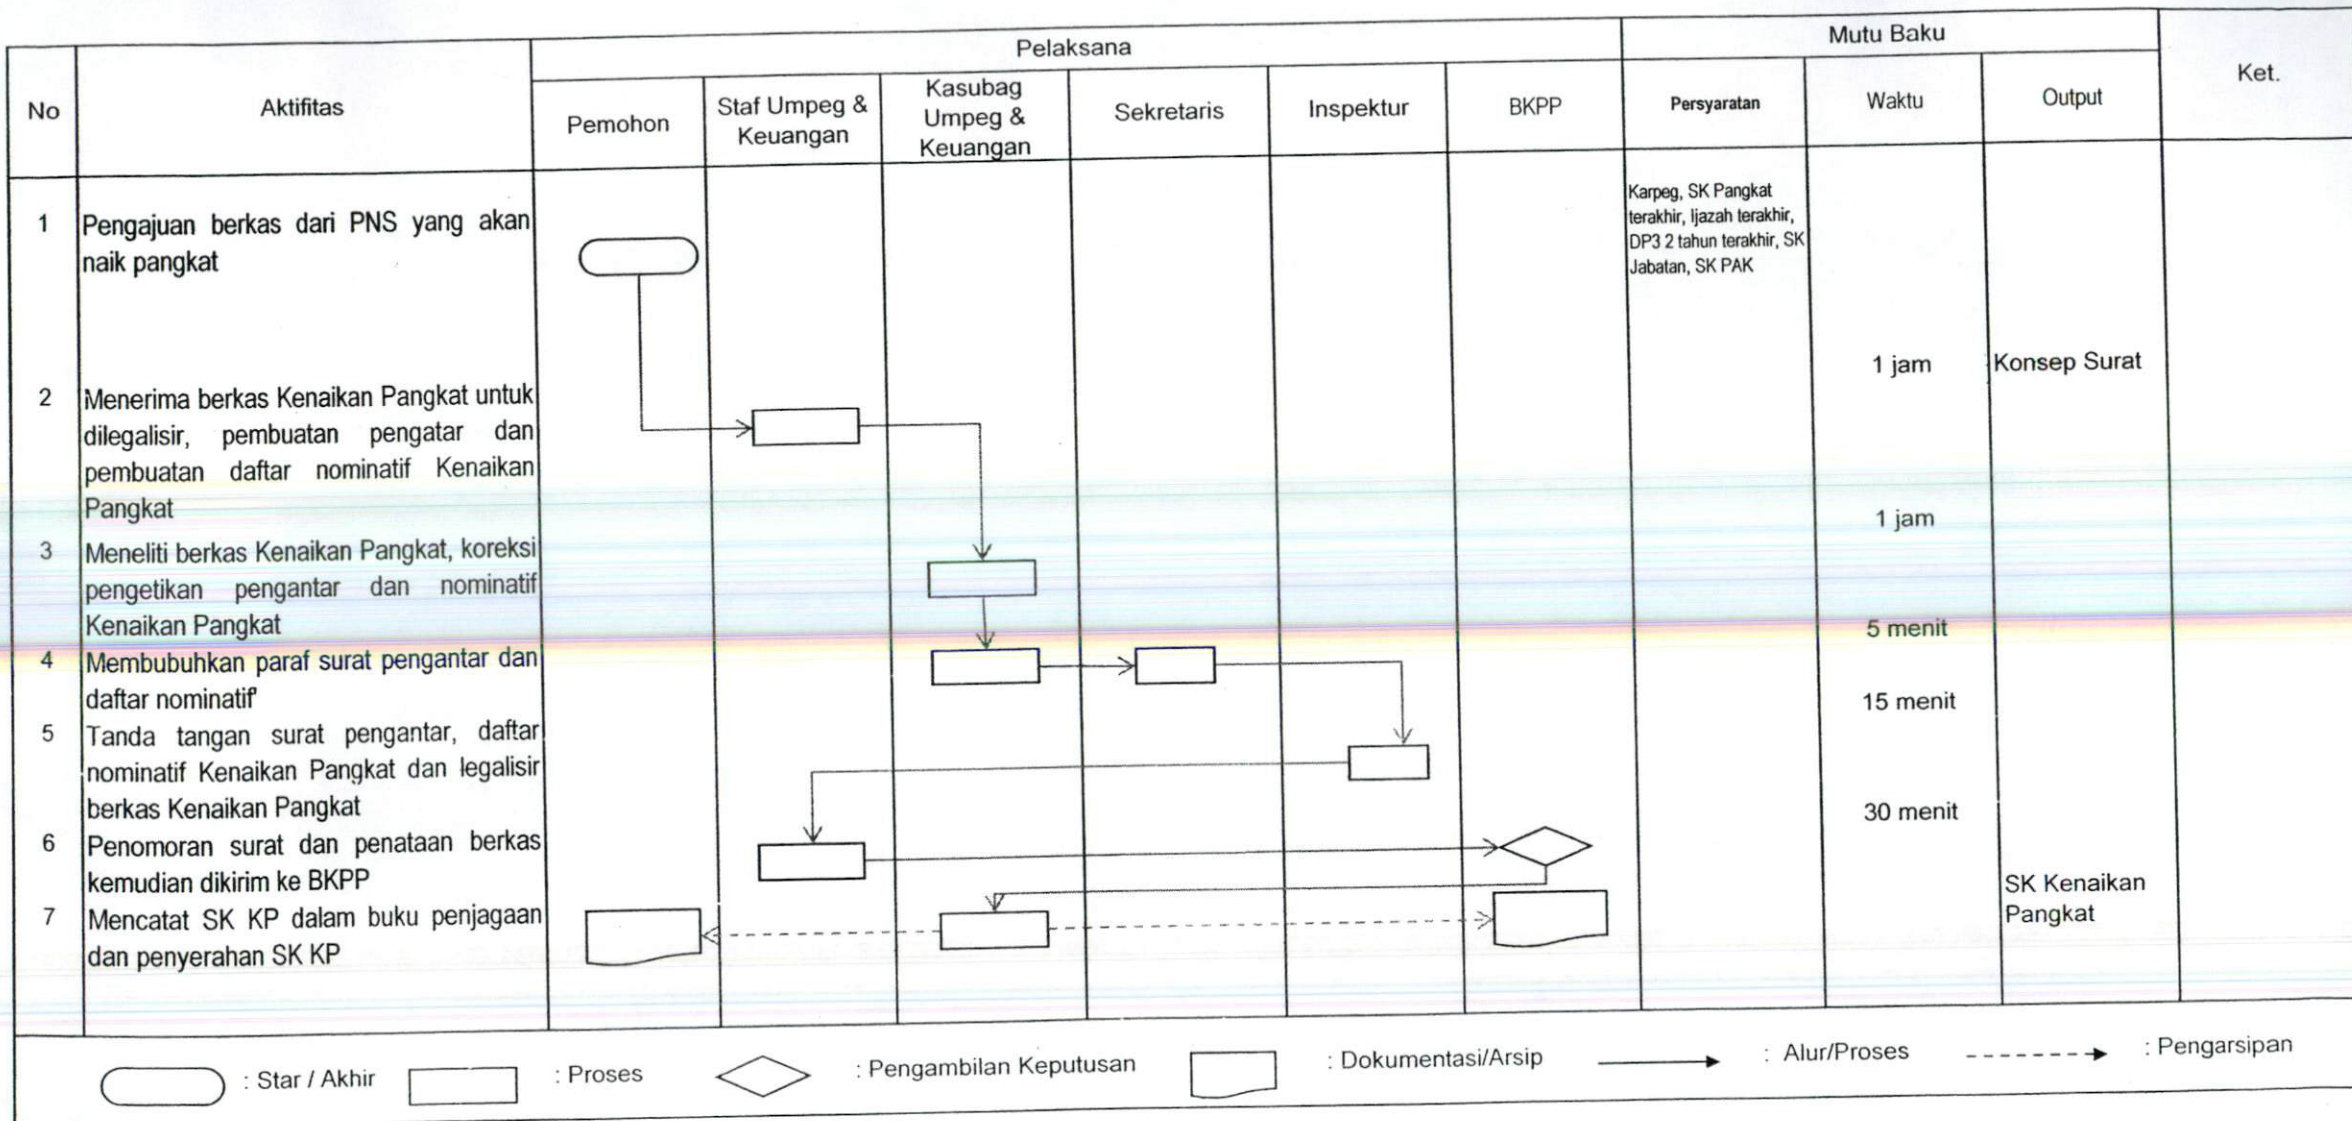 No
Aktifitas
Pelaksana
Mutu Baku
Ket.
Pemohon
Staf Umpeg &
Keuangan
Kasubag
Umpeg &
Keuangan
Sekretaris
Inspektur
BKPP
Persyaratan
Waktu
Output
1
Pengajuan berkas dari PNS yang akan
naik pangkat
Karpeg, SK Pangkat
terakhir, Ijazah terakhir,
DP3 2 tahun terakhir, SK
Jabatan, SK PAK
2
Menerima berkas Kenaikan Pangkat untuk
dilegalisir, pembuatan pengatar dan
pembuatan daftar nominatif Kenaikan
Pangkat
1 jam
Konsep Surat
3
Meneliti berkas Kenaikan Pangkat, koreksi
pengetikan pengantar dan nominatif
Kenaikan Pangkat
1 jam
4
Membubuhkan paraf surat pengantar dan
daftar nominatif
5 menit
5
Tanda tangan surat pengantar, daftar
nominatif Kenaikan Pangkat dan legalisir
berkas Kenaikan Pangkat
15 menit
6
Penomoran surat dan penataan berkas
kemudian dikirim ke BKPP
30 menit
7
Mencatat SK KP dalam buku penjagaan
dan penyerahan SK KP
SK Kenaikan
Pangkat
: Star / Akhir
: Proses
: Pengambilan Keputusan
: Dokumentasi/Arsip
: Alur/Proses
: Pengarsipan